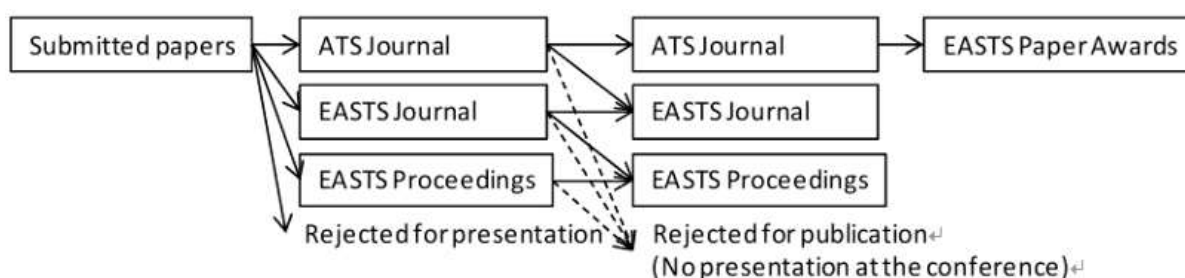 Submitted papers
ATS Journal
ATS Journal
EASTS Paper Awards
EASTS Journal
EASTS Journal
EASTS Proceedings
EASTS Proceedings
Rejected for presentation
Rejected for publication↵
(No presentation at the conference)↵